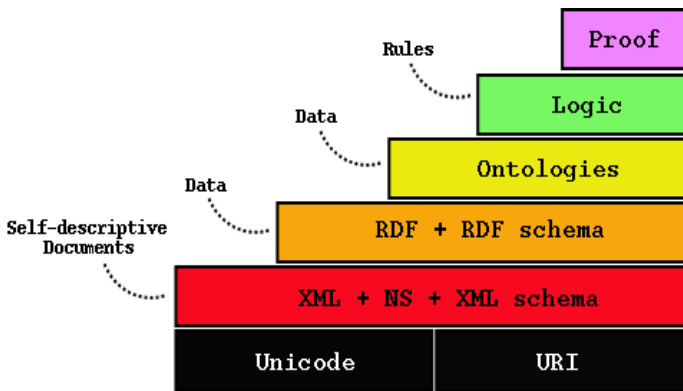 Proof
Rules
Logic
Data
Ontologies
Data
RDF + RDF schema
Self-descriptive
Documents
XML + NS + XML schema
Unicode
URI